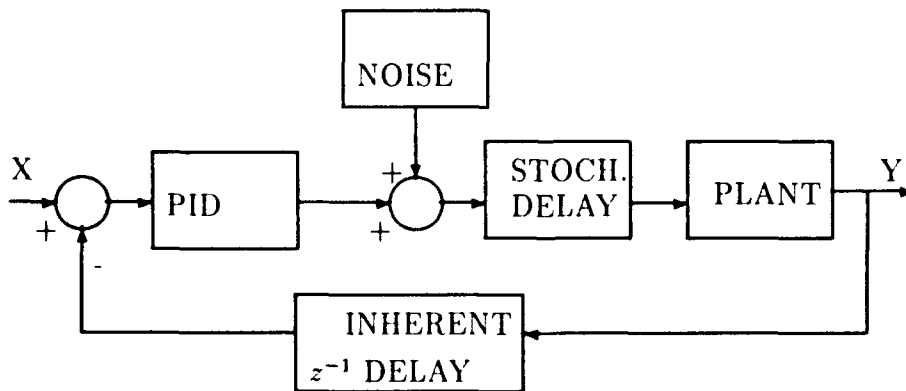 NOISE
X
+
STOCH.
Y
PID
DELAY
PLANT
+
+
-
INHERENT
z⁻¹ DELAY